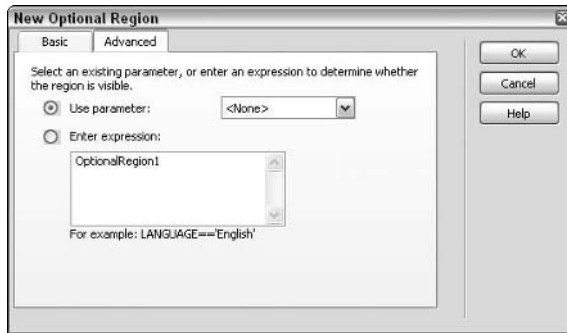 New Optional Region
Basic
Advanced
OK
Cancel
Help
Select an existing parameter, or enter an expression to determine whether
the region is visible.
Use parameter:
<None>
Enter expression:
OptionalRegion1
For example: LANGUAGE=='English'